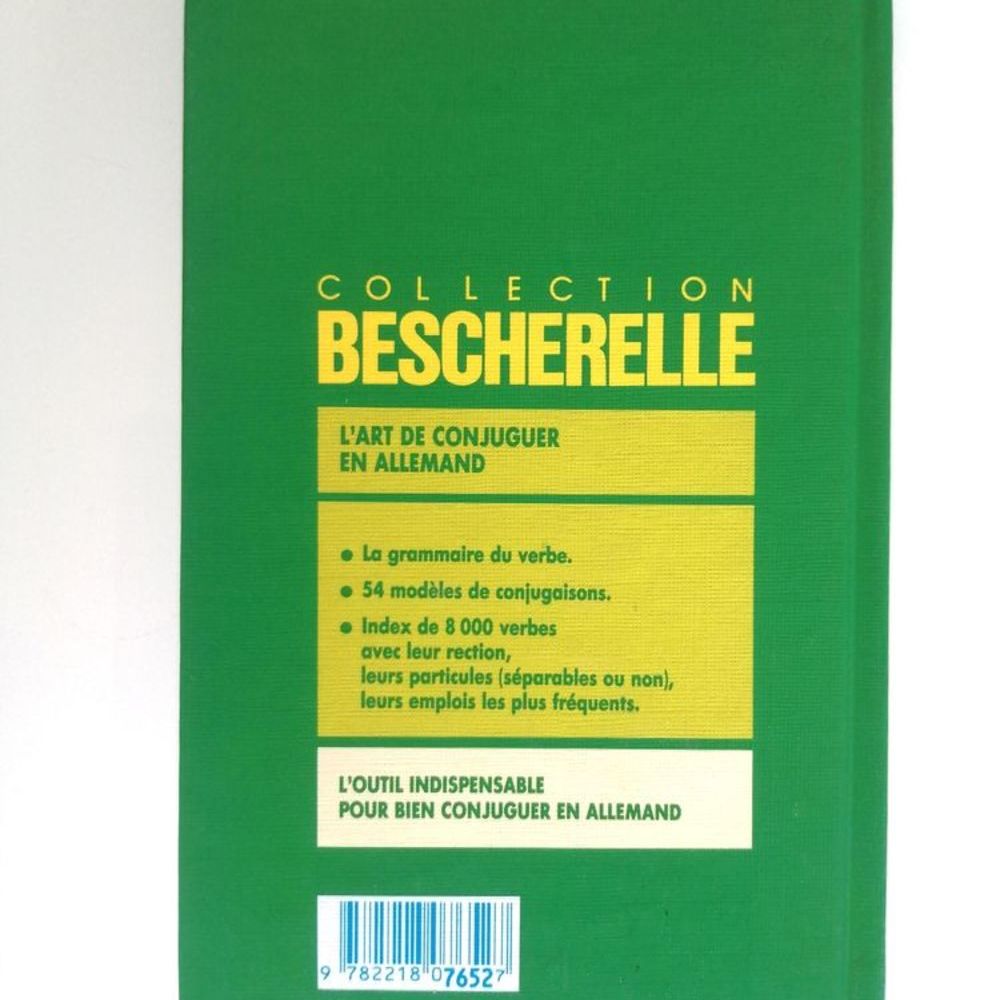 COLLECTION
BESCHERELLE
L'ART DE CONJUGUER
EN ALLEMAND
● La grammaire du verbe.
● 54 modèles de conjugaisons.
● Index de 8 000 verbes
avec leur rection,
leurs particules (séparables ou non),
leurs emplois les plus fréquents.
L'OUTIL INDISPENSABLE
POUR BIEN CONJUGUER EN ALLEMAND
9 782218 076527